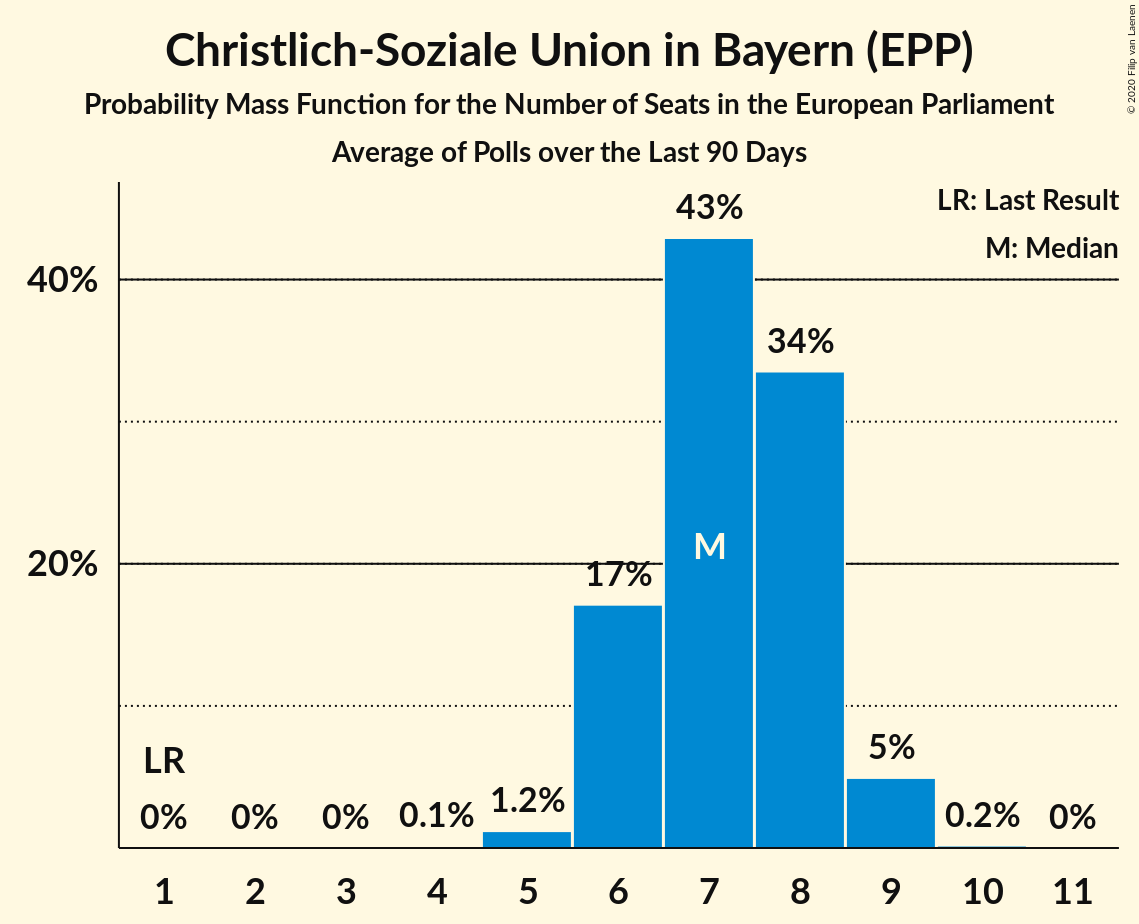 Christlich-Soziale Union in Bayern (EPP)
Probability Mass Function for the Number of Seats in the European Parliament
Average of Polls over the Last 90 Days
© 2020 Filip van Laenen
LR: Last Result
M: Median
43%
40%
34%
M
20%
17%
LR
5%
0% 0% 0% 0.1% 1.2% 0.2% 0%
1 2 3 4 5 6 7 8 9 10 11